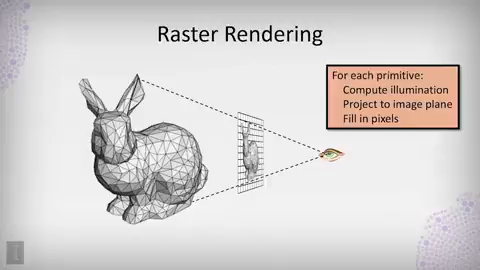 Raster Rendering
For each primitive:
Compute illumination
Project to image plane
Fill in pixels